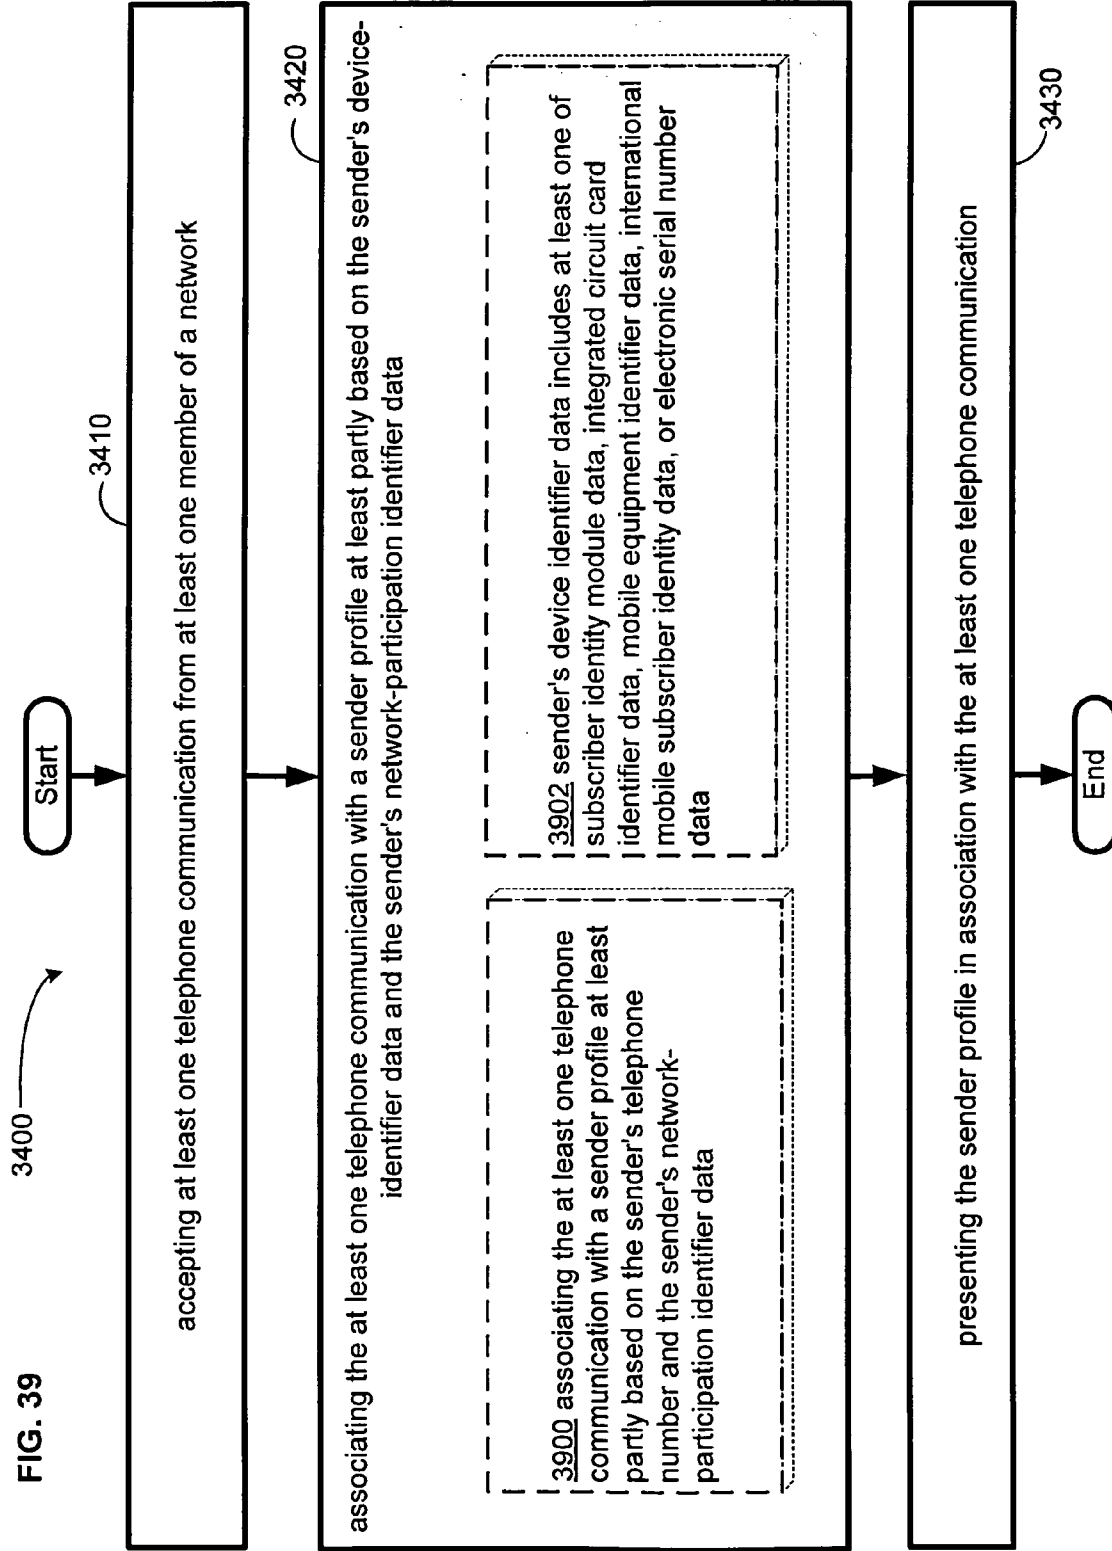 FIG. 39
3400
Start
3410
accepting at least one telephone communication from at least one member of a network
3420
associating the at least one telephone communication with a sender profile at least partly based on the sender's device-
identifier data and the sender's network-participation identifier data
3900 associating the at least one telephone
communication with a sender profile at least
partly based on the sender's telephone
number and the sender's network-
participation identifier data
3902 sender's device identifier data includes at least one of
subscriber identity module data, integrated circuit card
identifier data, mobile equipment identifier data, international
mobile subscriber identity data, or electronic serial number
data
3430
presenting the sender profile in association with the at least one telephone communication
End